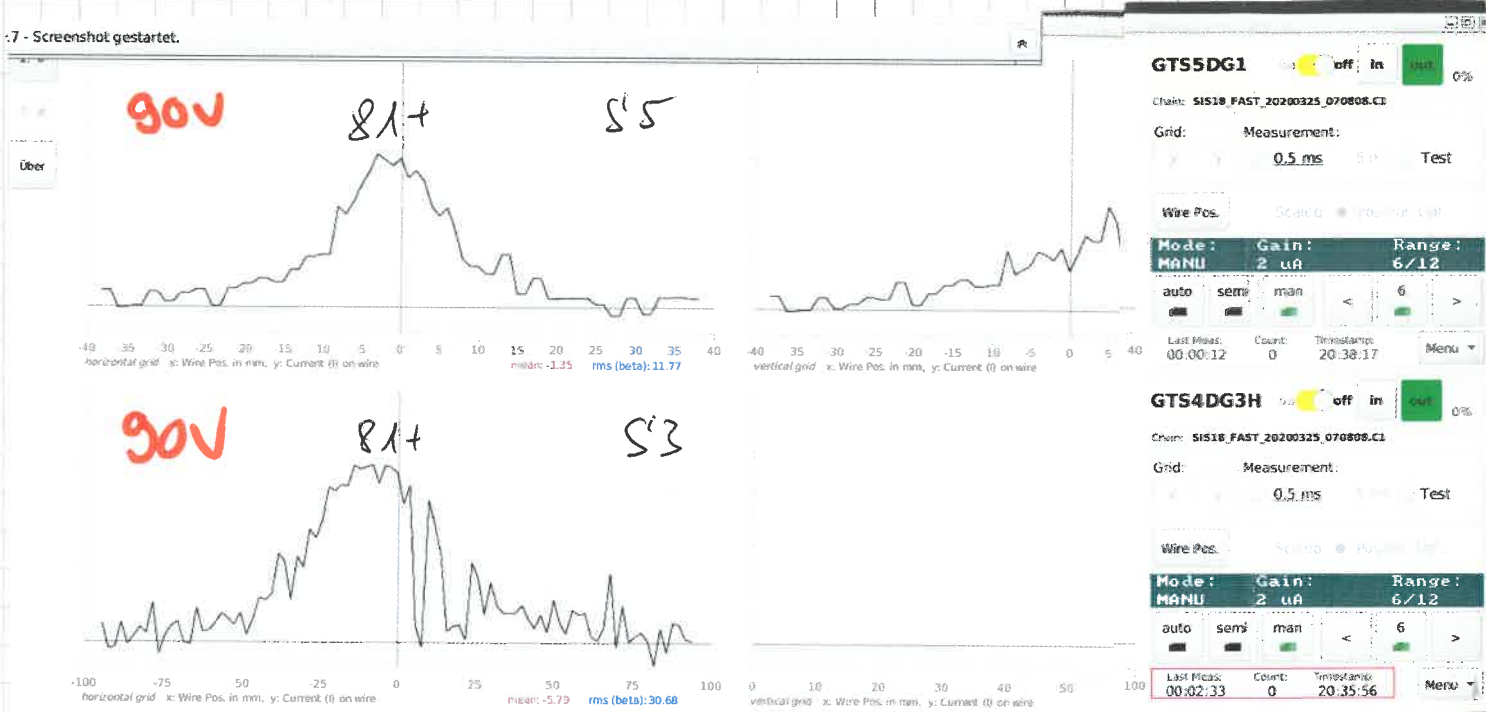 :7 - Screenshot gestartet.
Über
90V 81+ S'5
-40 35 30 -25 20 -15 10 -5 0 5 10 15 20 25 30 35 40
horizontal grid x: Wire Pos. in mm, y: Current (I) on wire
mean: -1.35 rms (beta): 11.77
-40 35 30 25 20 -15 10 5 0 5 40
vertical grid x: Wire Pos. in mm, y: Current (I) on wire
GTS5DG1 off in out 0%
Chain: SIS18_FAST_20200325_070808.C1
Grid: Measurement:
X Y 0.5 ms Test
Wire Pos.
Mode: Gain: Range:
MANU 2 uA 6/12
auto semi man < 6 >
Last Meas: Count: Timestamp:
00:00:12 0 20:38:17 Menu
90V 81+ S'3
-100 -75 -50 -25 0 25 50 75 100
horizontal grid x: Wire Pos. in mm, y: Current (I) on wire
mean: -5.79 rms (beta): 30.68
0 10 20 30 40 50 100
vertical grid x: Wire Pos. in mm, y: Current (I) on wire
GTS4DG3H off in out 0%
Chain: SIS18_FAST_20200325_070808.C1
Grid: Measurement:
0.5 ms Test
Wire Pos.
Mode: Gain: Range:
MANU 2 uA 6/12
auto semi man < 6 >
Last Meas: Count: Timestamp:
00:02:33 0 20:35:56 Menu